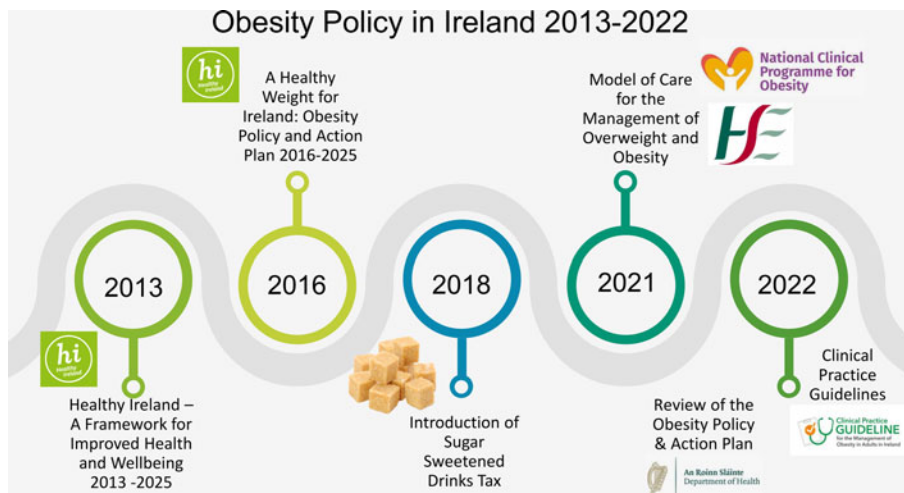 Obesity Policy in Ireland 2013-2022
hi
Healthy
Ireland
A Healthy
Weight for
Ireland: Obesity
Policy and Action
Plan 2016-2025
Model of Care
for the
Management of
Overweight and
Obesity
National Clinical
Programme for
Obesity
HSE
2013
2016
2018
2021
2022
hi
Healthy
Ireland
Healthy Ireland –
A Framework for
Improved Health
and Wellbeing
2013 -2025
Introduction of
Sugar
Sweetened
Drinks Tax
Review of the
Obesity Policy
& Action Plan
An Roinn Sláinte
Department of Health
Clinical
Practice
Guidelines
Clinical Practice
GUIDELINE
for the Management of
Obesity in Adults in Ireland